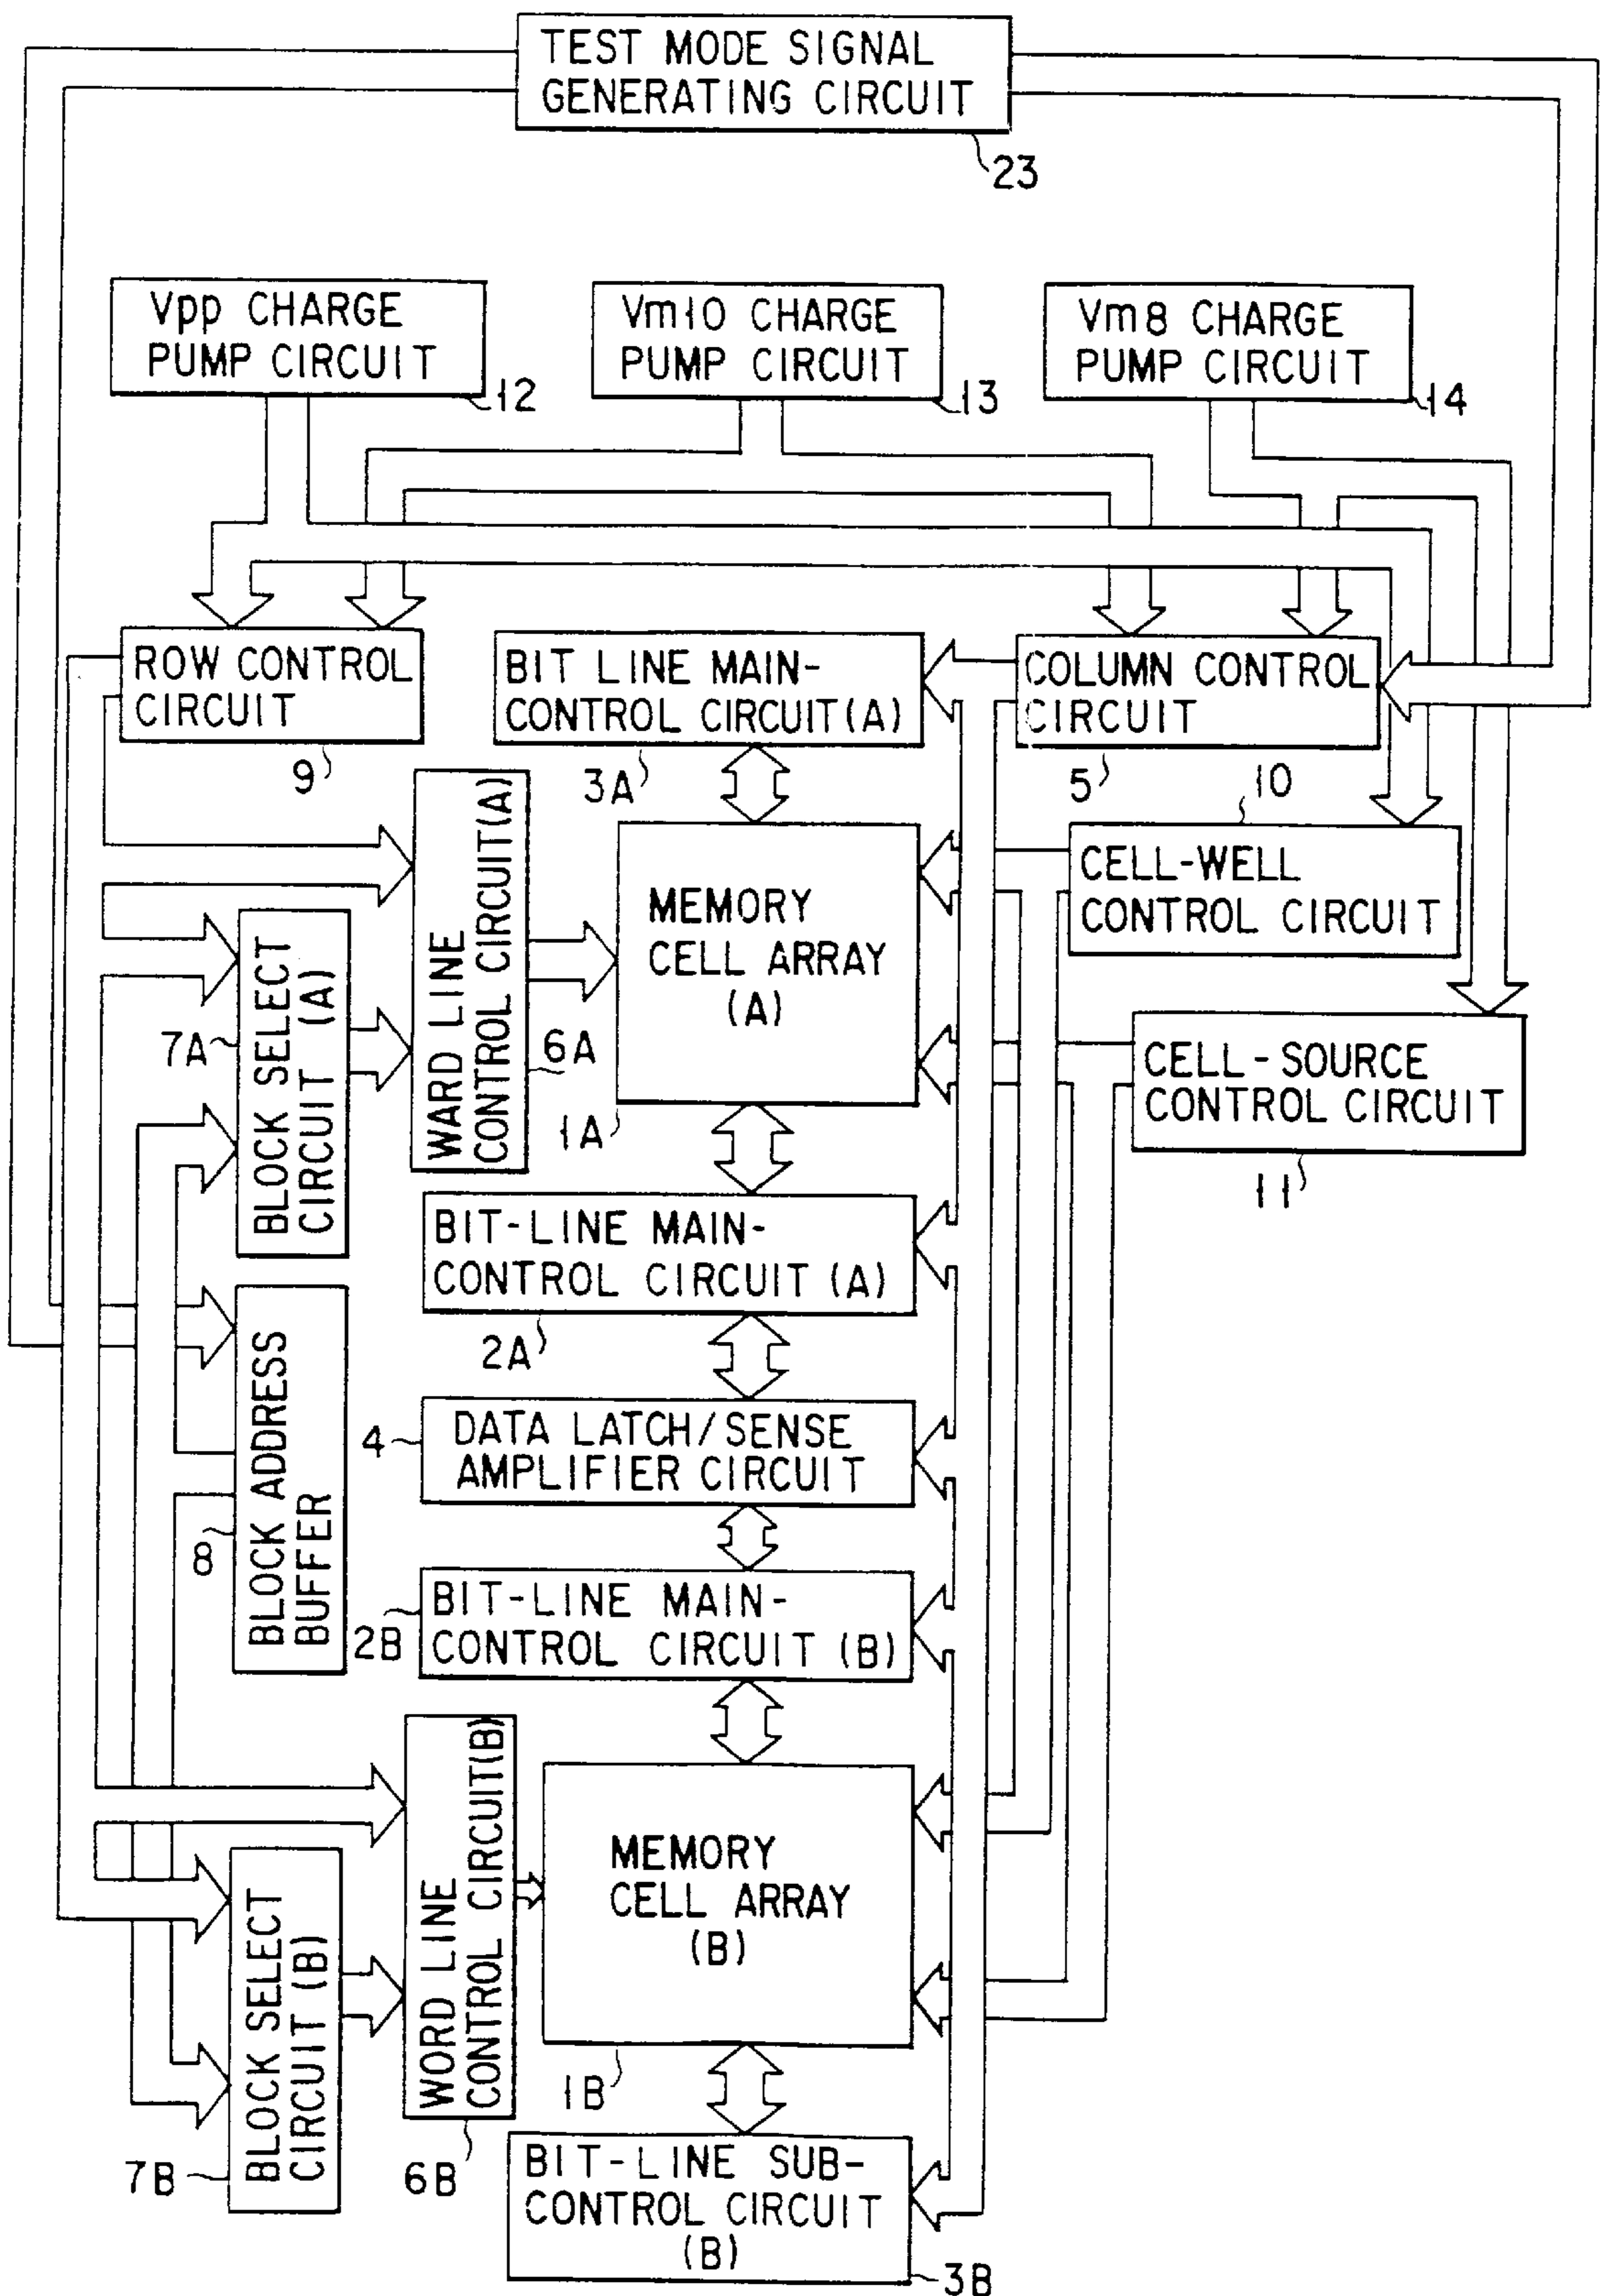 TEST MODE SIGNAL
GENERATING CIRCUIT
23
Vpp CHARGE
PUMP CIRCUIT
12
Vm10 CHARGE
PUMP CIRCUIT
13
Vm8 CHARGE
PUMP CIRCUIT
14
ROW CONTROL
CIRCUIT
9
BIT LINE MAIN-
CONTROL CIRCUIT(A)
3A
COLUMN CONTROL
CIRCUIT
5
10
CELL-WELL
CONTROL CIRCUIT
WARD LINE
CONTROL CIRCUIT(A)
6A
MEMORY
CELL ARRAY
(A)
1A
BLOCK SELECT
CIRCUIT (A)
7A
CELL-SOURCE
CONTROL CIRCUIT
11
BIT-LINE MAIN-
CONTROL CIRCUIT (A)
2A
BLOCK ADDRESS
BUFFER
8
4
DATA LATCH/SENSE
AMPLIFIER CIRCUIT
BIT-LINE MAIN-
CONTROL CIRCUIT (B)
2B
WORD LINE
CONTROL CIRCUIT(B)
6B
MEMORY
CELL ARRAY
(B)
1B
BLOCK SELECT
CIRCUIT (B)
7B
BIT-LINE SUB-
CONTROL CIRCUIT
(B)
3B